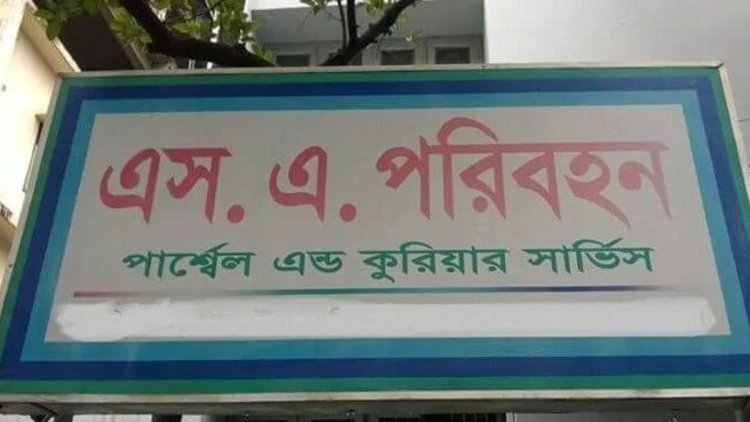 এস. এ. পরিবহন
পার্শ্বেল এন্ড কুরিয়ার সার্ভিস